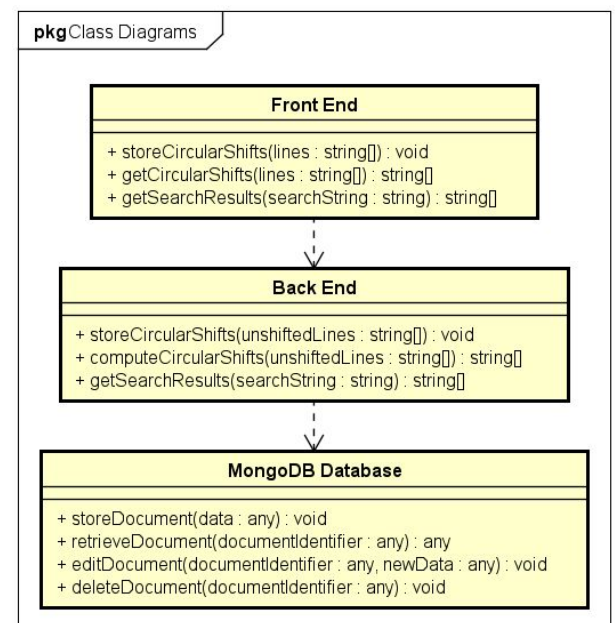 pkg Class Diagrams
Front End
+ storeCircularShifts(lines : string[]) : void
+ getCircularShifts(lines : string[]) : string[]
+ getSearchResults(searchString : string) : string[]
Back End
+ storeCircularShifts(unshiftedLines : string[]) : void
+ computeCircularShifts(unshiftedLines : string[]) : string[]
+ getSearchResults(searchString : string) : string[]
MongoDB Database
+ storeDocument(data : any) : void
+ retrieveDocument(documentIdentifier : any) : any
+ editDocument(documentIdentifier : any, newData : any) : void
+ deleteDocument(documentIdentifier : any) : void